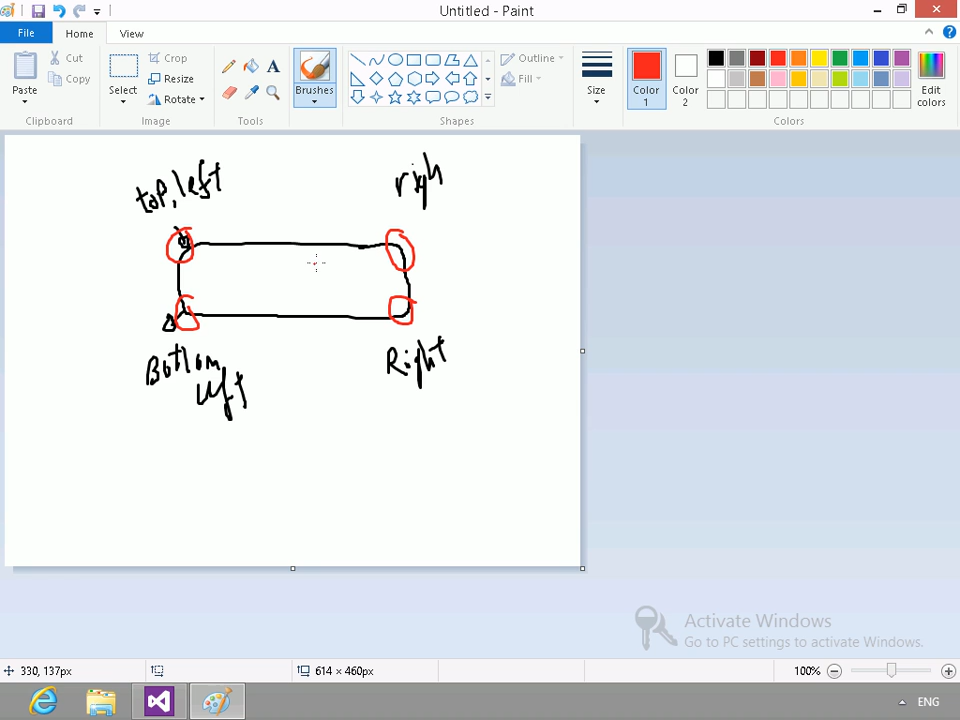 Untitled - Paint
File
Home
View
Paste
Cut
Copy
Clipboard
Select
Crop
Resize
Rotate
Image
Tools
Brushes
Outline
Fill
Shapes
Size
Color 1
Color 2
Edit colors
Colors
top, left
righ
Bottom
left
Right
Activate Windows
Go to PC settings to activate Windows.
330, 137px
614 × 460px
100%
ENG